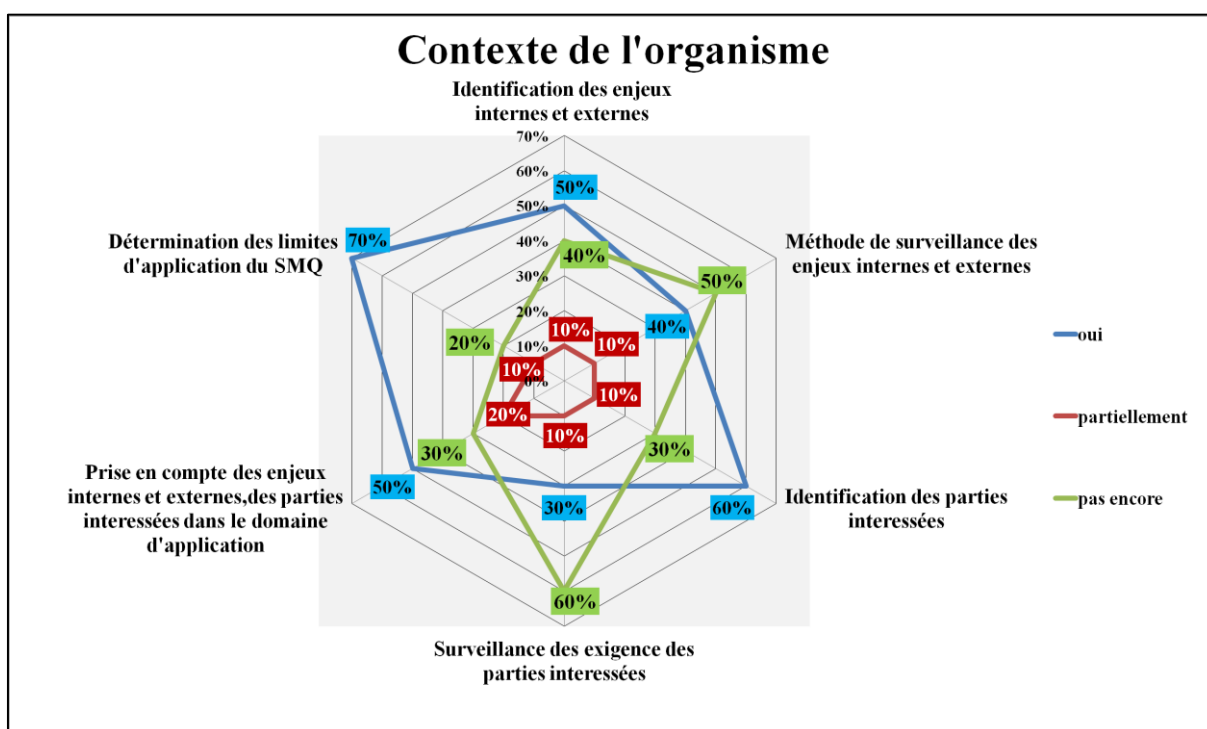 Contexte de l'organisme
Identification des enjeux
internes et externes
70%
60%
50%
50%
40%
40%
30%
20%
10%
0%
10%
10%
10%
10%
20%
10%
Méthode de surveillance des
enjeux internes et externes
50%
40%
Détermination des limites
d'application du SMQ
70%
20%
oui
partiellement
pas encore
Prise en compte des enjeux
internes et externes,des parties
interessées dans le domaine
d'application
30%
50%
Identification des parties
interessées
30%
60%
30%
60%
Surveillance des exigence des
parties interessées